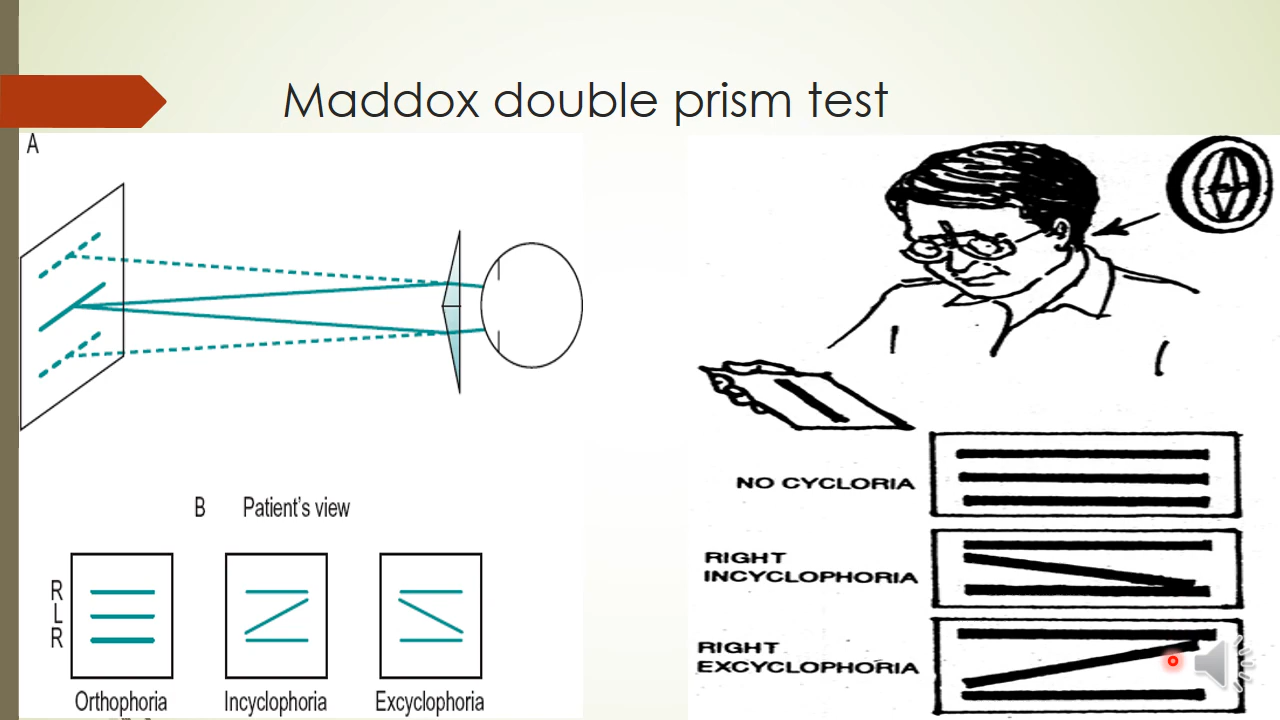 Maddox double prism test
A
B Patient's view
R
L
R
Orthophoria Incyclophoria Excyclophoria
NO CYCLORIA
RIGHT
INCYCLOPHORIA
RIGHT
EXCYCLOPHORIA